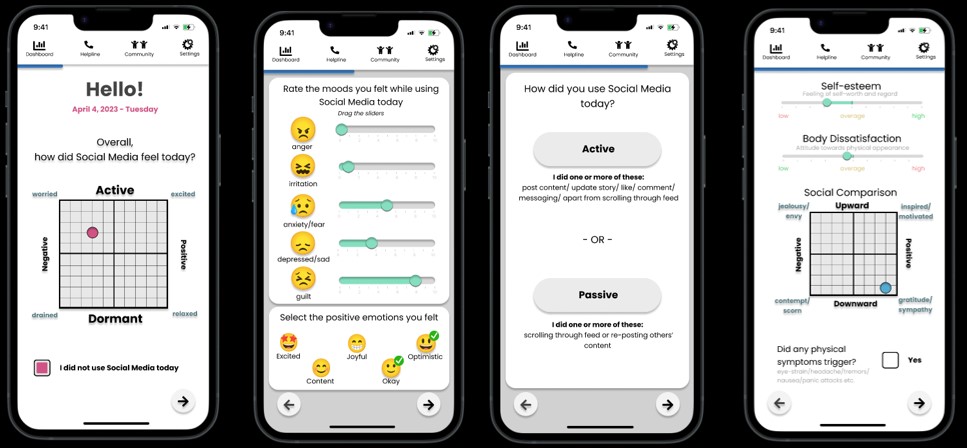 9:41
Dashboard Helpline Community Settings
Hello!
April 4, 2023 - Tuesday
Overall,
how did Social Media feel today?
Active
worried excited
Negative Positive
drained relaxed
Dormant
I did not use Social Media today
9:41
Dashboard Helpline Community Settings
Rate the moods you felt while using
Social Media today
Drag the sliders
anger
irritation
anxiety/fear
depressed/sad
guilt
Select the positive emotions you felt
Excited Joyful Optimistic
Content Okay
9:41
Dashboard Helpline Community Settings
How did you use Social Media
today?
Active
I did one or more of these:
post content/ update story/ like/ comment/
messaging/ apart from scrolling through feed
- OR -
Passive
I did one or more of these:
scrolling through feed or re-posting others'
content
9:41
Dashboard Helpline Community Settings
Self-esteem
Feeling of self-worth and regard
low average high
Body Dissatisfaction
Attitude towards physical appearance
low average high
Social Comparison
jealousy/
envy
Upward
inspired/
motivated
Negative Positive
contempt/
scorn
Downward
gratitude/
sympathy
Did any physical
symptoms trigger?
Yes
eye-strain/headache/tremors/
nausea/panic attacks etc.